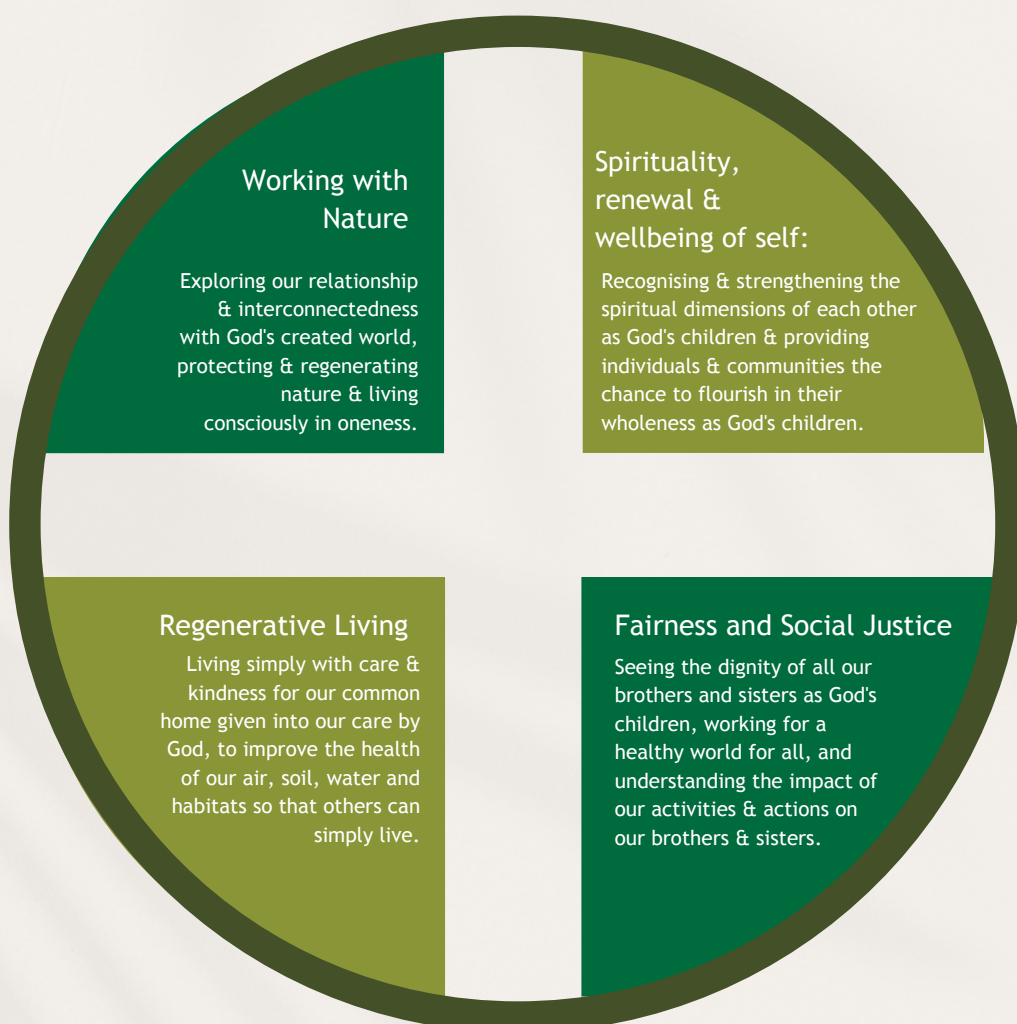 Working with
Nature
Exploring our relationship
& interconnectedness
with God's created world,
protecting & regenerating
nature & living
consciously in oneness.
Spirituality,
renewal &
wellbeing of self:
Recognising & strengthening the
spiritual dimensions of each other
as God's children & providing
individuals & communities the
chance to flourish in their
wholeness as God's children.
Regenerative Living
Living simply with care &
kindness for our common
home given into our care by
God, to improve the health
of our air, soil, water and
habitats so that others can
simply live.
Fairness and Social Justice
Seeing the dignity of all our
brothers and sisters as God's
children, working for a
healthy world for all, and
understanding the impact of
our activities & actions on
our brothers & sisters.